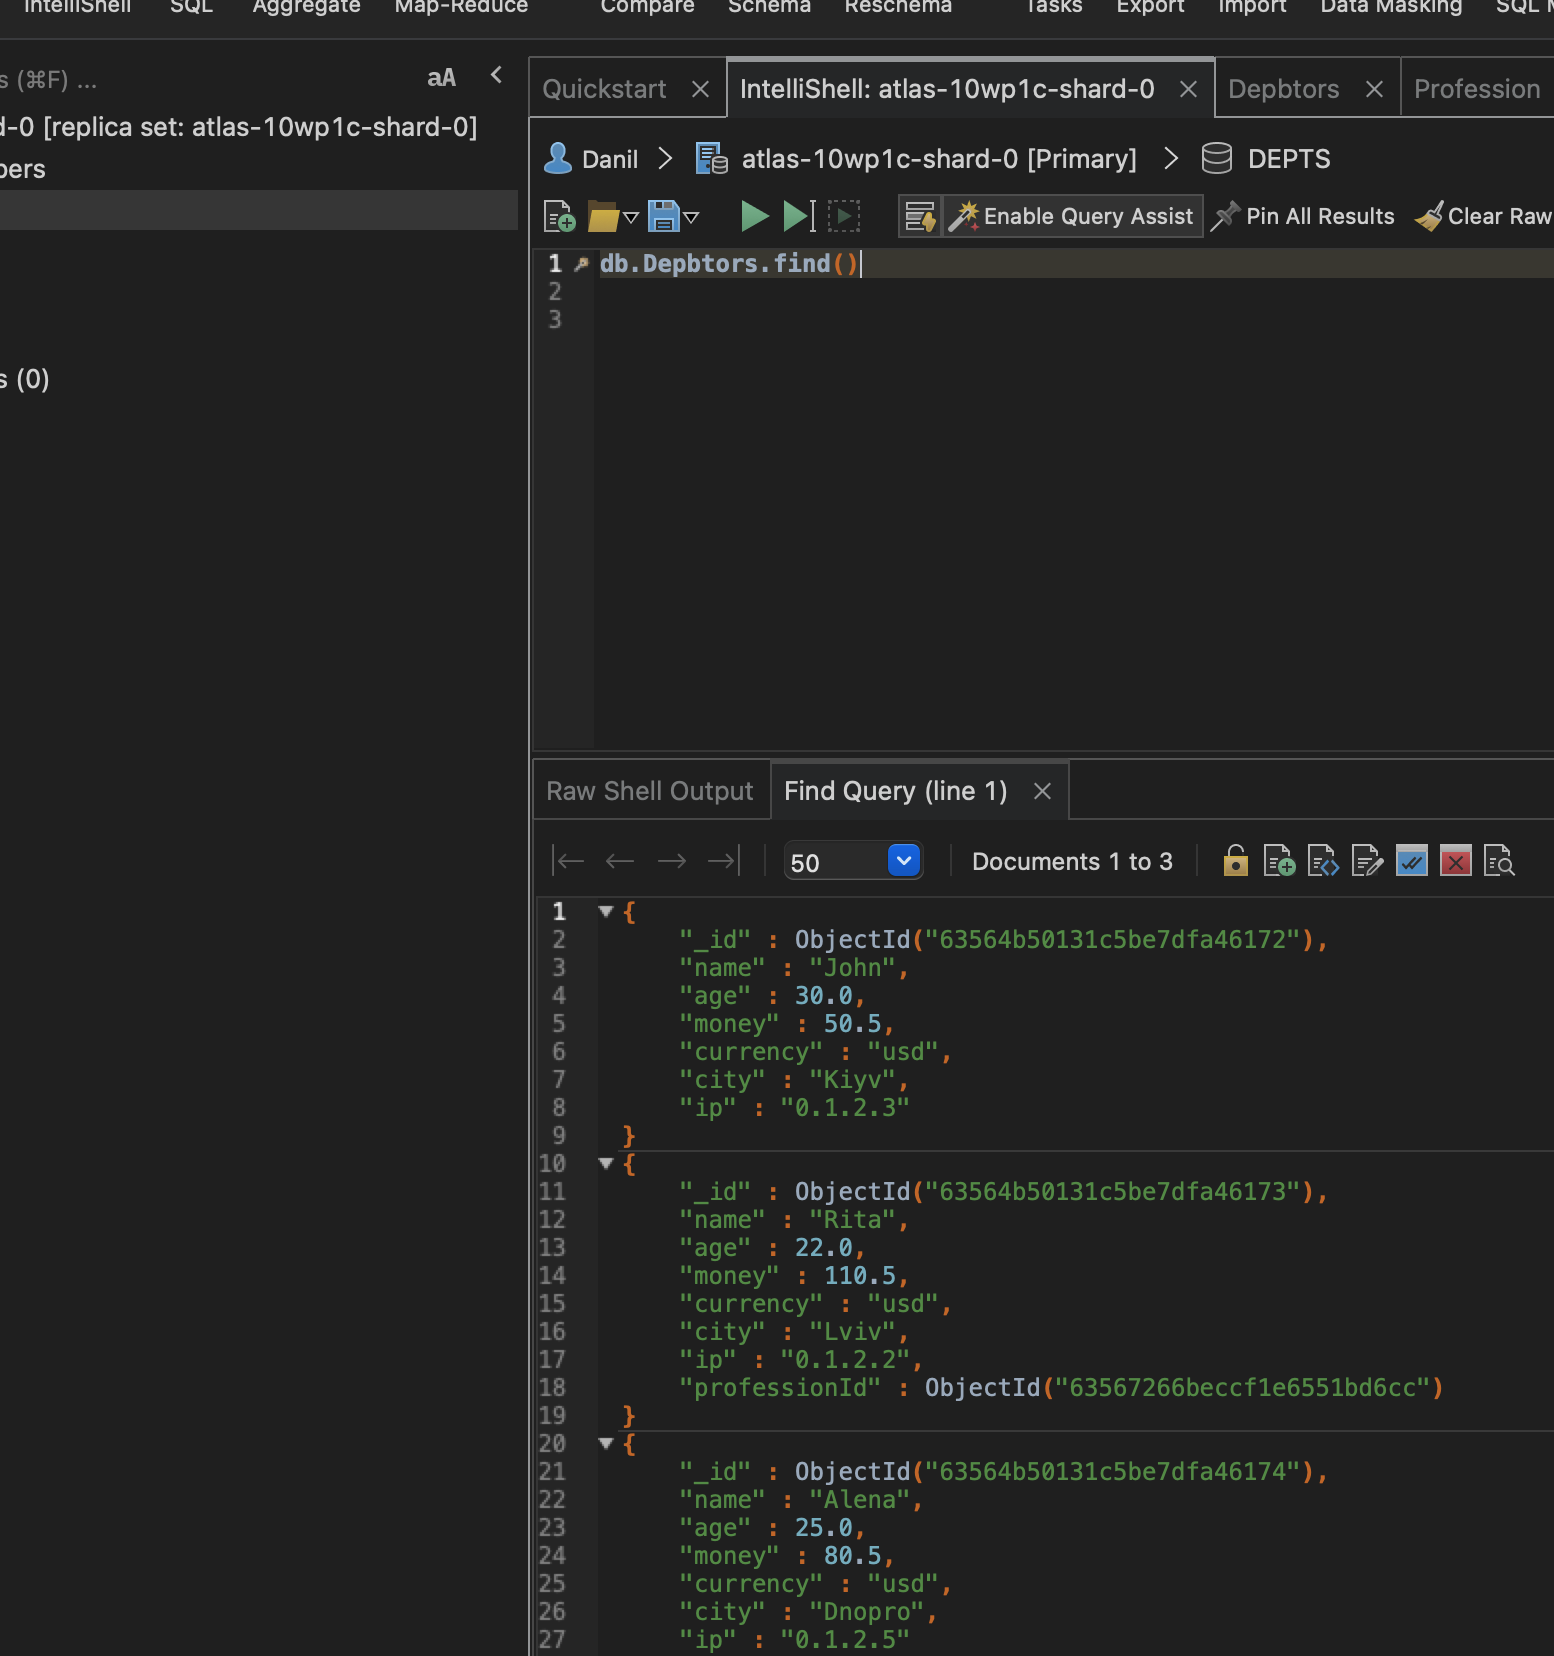 IntelliShell SQL Aggregate Map-Reduce Compare Schema Reschema Tasks Export Import Data Masking SQL
s (⌘F) ... aA
d-0 [replica set: atlas-10wp1c-shard-0]
bers
s (0)
Quickstart IntelliShell: atlas-10wp1c-shard-0 Depbtors Profession
Danil atlas-10wp1c-shard-0 [Primary] DEPTS
Enable Query Assist Pin All Results Clear Raw
1 db.Depbtors.find()
2
3
Raw Shell Output Find Query (line 1)
50 Documents 1 to 3
1 {
2 "_id" : ObjectId("63564b50131c5be7dfa46172"),
3 "name" : "John",
4 "age" : 30.0,
5 "money" : 50.5,
6 "currency" : "usd",
7 "city" : "Kiyv",
8 "ip" : "0.1.2.3"
9 }
10 {
11 "_id" : ObjectId("63564b50131c5be7dfa46173"),
12 "name" : "Rita",
13 "age" : 22.0,
14 "money" : 110.5,
15 "currency" : "usd",
16 "city" : "Lviv",
17 "ip" : "0.1.2.2",
18 "professionId" : ObjectId("63567266beccf1e6551bd6cc")
19 }
20 {
21 "_id" : ObjectId("63564b50131c5be7dfa46174"),
22 "name" : "Alena",
23 "age" : 25.0,
24 "money" : 80.5,
25 "currency" : "usd",
26 "city" : "Dnopro",
27 "ip" : "0.1.2.5"